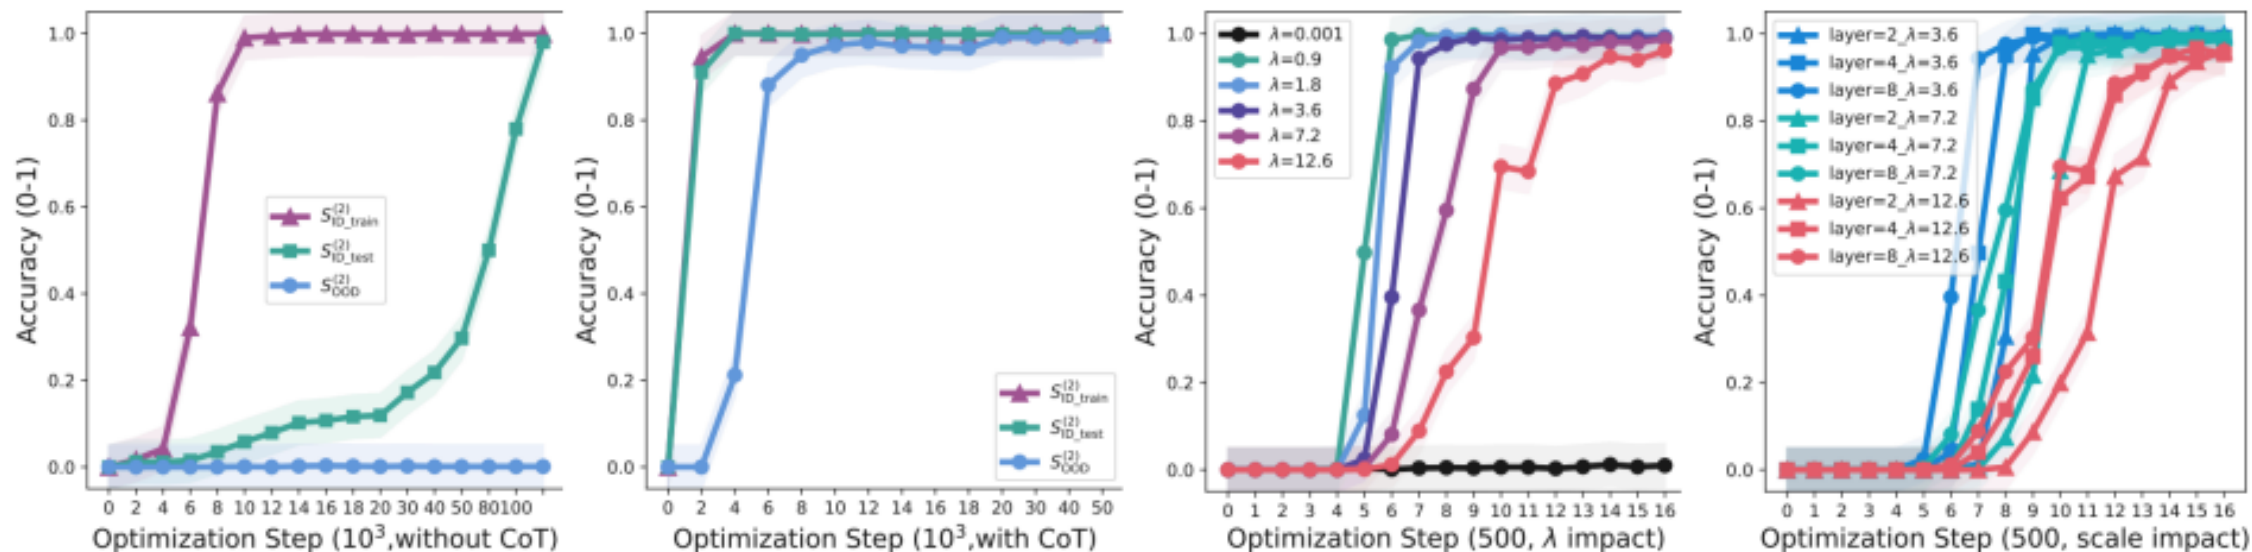 Accuracy (0-1)
1.0
0.8
0.6
0.4
0.2
0.0
S^(2)_ID_train
S^(2)_ID_test
S^(2)_OOD
0 2 4 6 8 10 12 14 16 18 20 30 40 50 80 100
Optimization Step (10^3,without CoT)
Accuracy (0-1)
1.0
0.8
0.6
0.4
0.2
0.0
S^(2)_ID_train
S^(2)_ID_test
S^(2)_OOD
0 2 4 6 8 10 12 14 16 18 20 30 40 50
Optimization Step (10^3,with CoT)
Accuracy (0-1)
1.0
0.8
0.6
0.4
0.2
0.0
λ=0.001
λ=0.9
λ=1.8
λ=3.6
λ=7.2
λ=12.6
0 1 2 3 4 5 6 7 8 9 10 11 12 13 14 15 16
Optimization Step (500, λ impact)
Accuracy (0-1)
1.0
0.8
0.6
0.4
0.2
0.0
layer=2_λ=3.6
layer=4_λ=3.6
layer=8_λ=3.6
layer=2_λ=7.2
layer=4_λ=7.2
layer=8_λ=7.2
layer=2_λ=12.6
layer=4_λ=12.6
layer=8_λ=12.6
0 1 2 3 4 5 6 7 8 9 10 11 12 13 14 15 16
Optimization Step (500, scale impact)